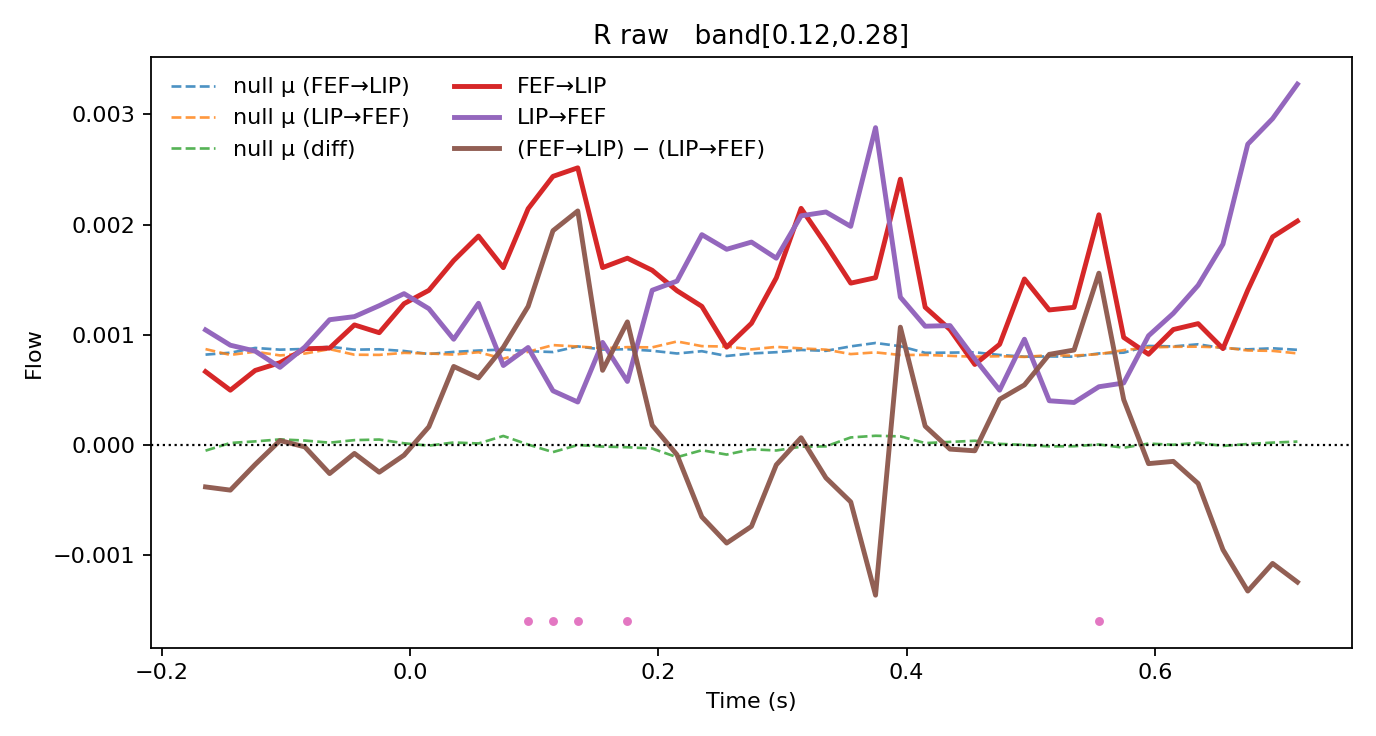 R raw   band[0.12,0.28]
null μ (FEF→LIP)
null μ (LIP→FEF)
null μ (diff)
FEF→LIP
LIP→FEF
(FEF→LIP) − (LIP→FEF)
Flow
0.003
0.002
0.001
0.000
−0.001
−0.2
0.0
0.2
0.4
0.6
Time (s)